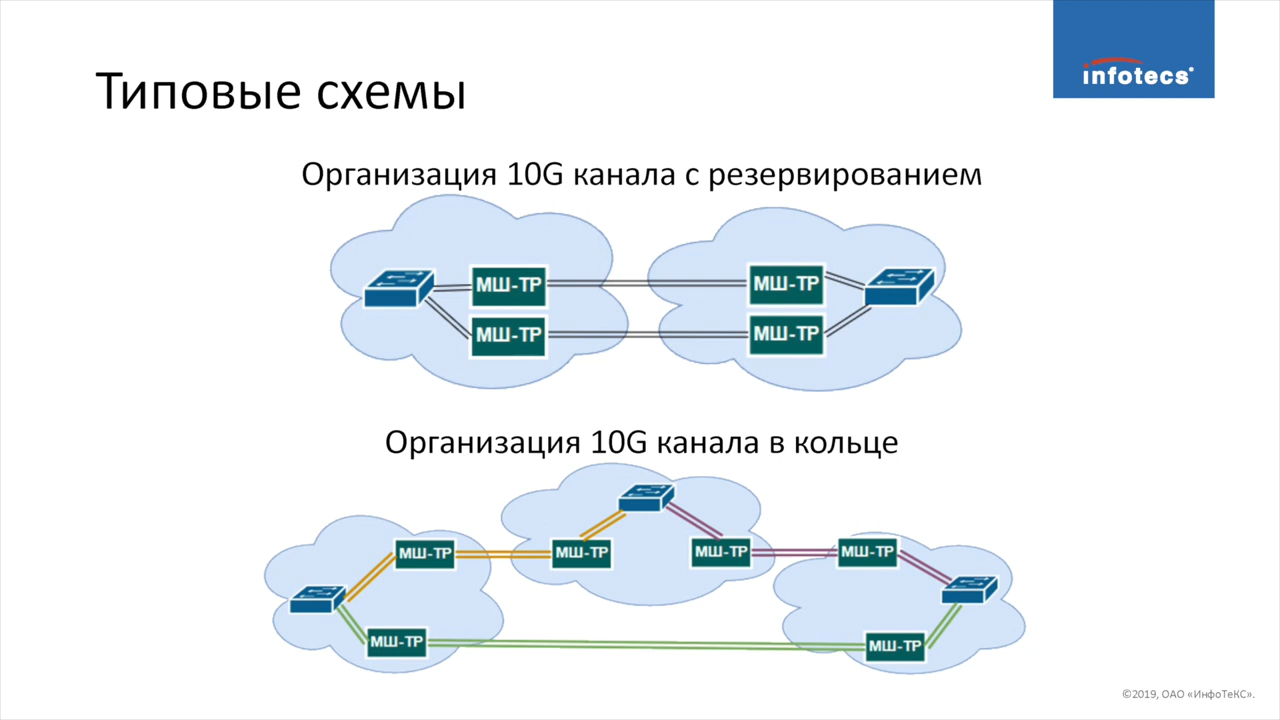 infotecs
Типовые схемы
Организация 10G канала с резервированием
МШ-ТР
МШ-ТР
МШ-ТР
МШ-ТР
Организация 10G канала в кольце
МШ-ТР
МШ-ТР
МШ-ТР
МШ-ТР
МШ-ТР
МШ-ТР
©2019, ОАО «ИнфоТеКС».